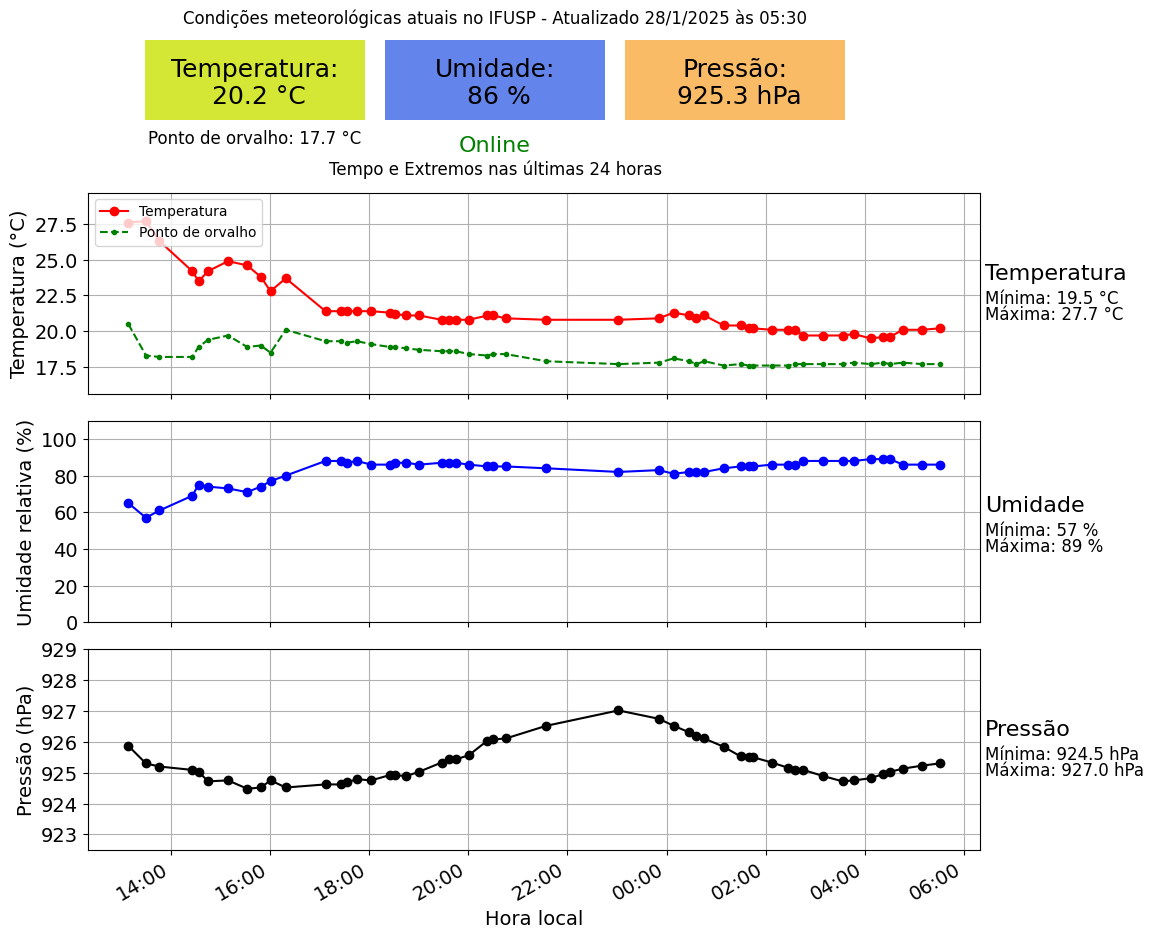 Condições meteorológicas atuais no IFUSP - Atualizado 28/1/2025 às 05:30
Temperatura:
20.2 °C
Umidade:
86 %
Pressão:
925.3 hPa
Ponto de orvalho: 17.7 °C
Online
Tempo e Extremos nas últimas 24 horas
Temperatura (°C)
27.5
25.0
22.5
20.0
17.5
Temperatura
Ponto de orvalho
Temperatura
Mínima: 19.5 °C
Máxima: 27.7 °C
Umidade relativa (%)
100
80
60
40
20
0
Umidade
Mínima: 57 %
Máxima: 89 %
Pressão (hPa)
929
928
927
926
925
924
923
Pressão
Mínima: 924.5 hPa
Máxima: 927.0 hPa
14:00 16:00 18:00 20:00 22:00 00:00 02:00 04:00 06:00
Hora local